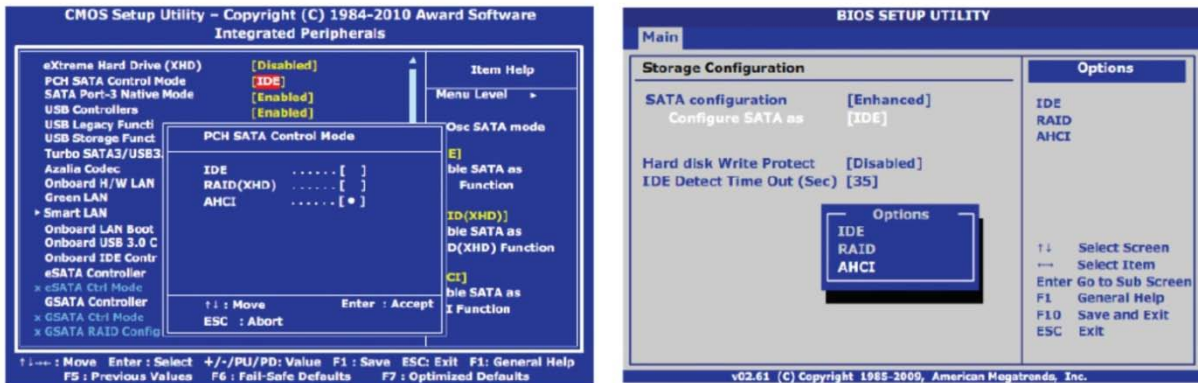 CMOS Setup Utility – Copyright (C) 1984-2010 Award Software
Integrated Peripherals
eXtreme Hard Drive (XHD) [Disabled]
PCH SATA Control Mode [IDE]
SATA Port-3 Native Mode [Enabled]
USB Controllers [Enabled]
USB Legacy Functi
USB Storage Funct
Turbo SATA3/USB3.
Azalia Codec
Onboard H/W LAN
Green LAN
▸ Smart LAN
Onboard LAN Boot
Onboard USB 3.0 C
Onboard IDE Contr
eSATA Controller
x eSATA Ctrl Mode
GSATA Controller
x GSATA Ctrl Mode
x GSATA RAID Config
PCH SATA Control Mode
IDE ......[ ]
RAID(XHD) ......[ ]
AHCI ......[•]
↑↓ : Move Enter : Accept
ESC : Abort
Item Help
Menu Level ▸
Osc SATA mode
E]
ble SATA as
Function
ID(XHD)]
ble SATA as
D(XHD) Function
CI]
ble SATA as
I Function
↑↓→← : Move Enter : Select +/-/PU/PD: Value F1 : Save ESC: Exit F1: General Help
F5 : Previous Values F6 : Fail-Safe Defaults F7 : Optimized Defaults
BIOS SETUP UTILITY
Main
Storage Configuration
SATA configuration [Enhanced]
Configure SATA as [IDE]
Hard disk Write Protect [Disabled]
IDE Detect Time Out (Sec) [35]
Options
IDE
RAID
AHCI
Options
IDE
RAID
AHCI
↑↓ Select Screen
←→ Select Item
Enter Go to Sub Screen
F1 General Help
F10 Save and Exit
ESC Exit
v02.61 (C) Copyright 1985-2009, American Megatrends, Inc.